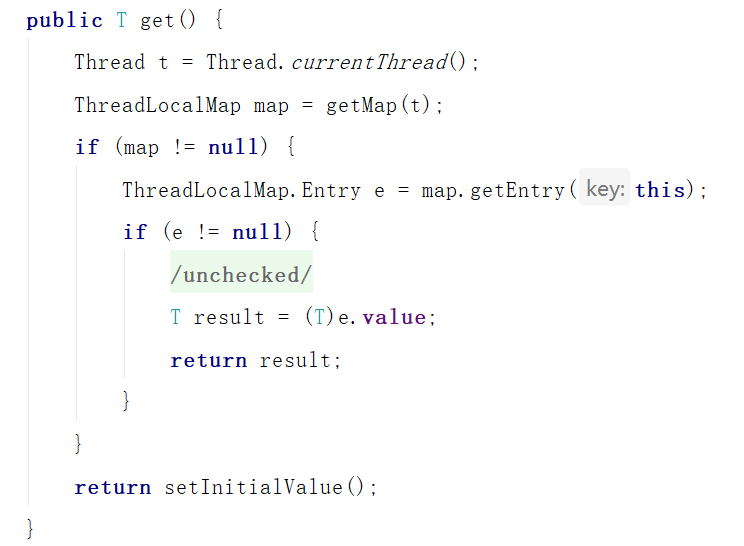 public T get() {
Thread t = Thread.currentThread();
ThreadLocalMap map = getMap(t);
if (map != null) {
ThreadLocalMap.Entry e = map.getEntry( key: this);
if (e != null) {
/unchecked/
T result = (T)e.value;
return result;
}
}
return setInitialValue();
}